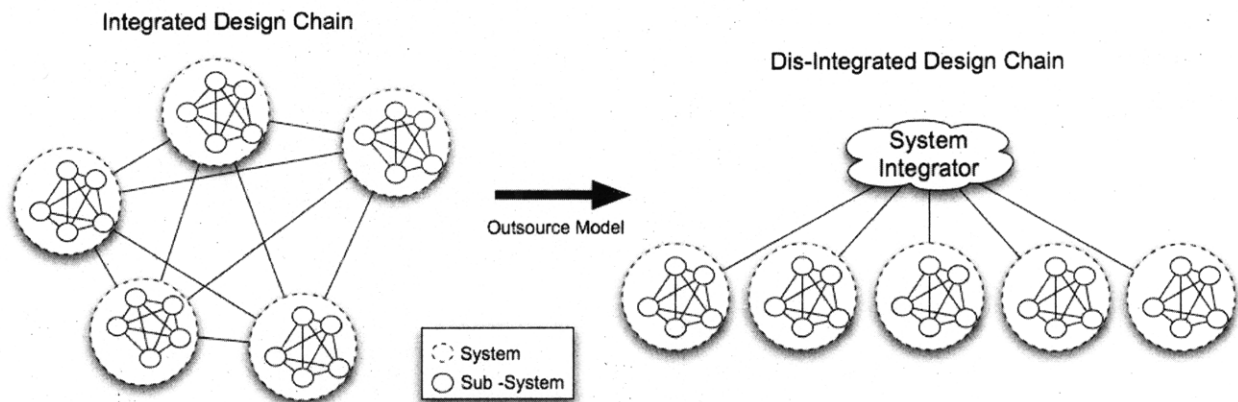 Integrated Design Chain
Dis-Integrated Design Chain
System
Integrator
Outsource Model
System
Sub -System